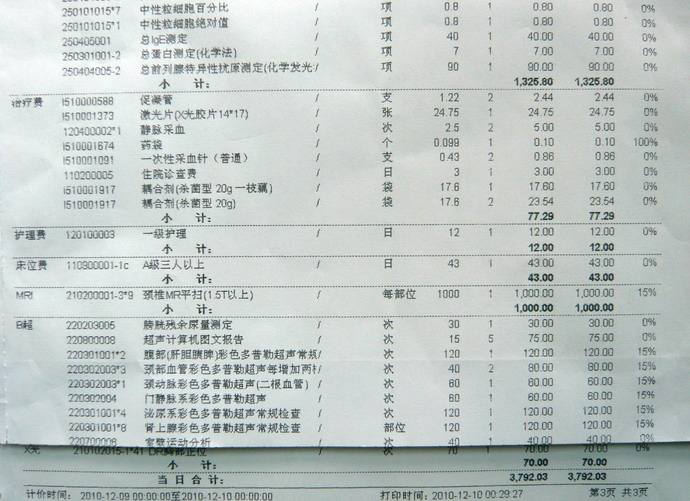 250101015*7 中性粒细胞百分比 / 项 0.8 1 0.80 0.80 0%
250101015*1 中性粒细胞绝对值 / 项 0.8 1 0.80 0.80 0%
250405001 总IgE测定 / 项 40 1 40.00 40.00 0%
250301001-2 总蛋白测定(化学法) / 项 7 1 7.00 7.00 0%
250404005-2 总前列腺特异性抗原测定(化学发光 / 项 90 1 90.00 90.00 0%
小 计: 1,325.80 1,325.80
治疗费 I510000588 促凝管 / 支 1.22 2 2.44 2.44 0%
I510001373 激光片(X光胶片14*17) / 张 24.75 1 24.75 24.75 0%
120400002*1 静脉采血 / 次 2.5 2 5.00 5.00 0%
I510001674 药袋 / 个 0.099 1 0.10 0.10 100%
I510001091 一次性采血针(普通) / 支 0.43 2 0.86 0.86 0%
110200005 住院诊查费 / 日 3 1 3.00 3.00 0%
I510001917 耦合剂(杀菌型 20g 一枝藕) / 袋 17.6 1 17.60 17.60 0%
I510001917 耦合剂(杀菌型 20g) / 袋 17.6 2 23.54 23.54 0%
小 计: 77.29 77.29
护理费 120100003 一级护理 / 日 12 1 12.00 12.00 0%
小 计: 12.00 12.00
床位费 110900001-1c A级三人以上 / 日 43 1 43.00 43.00 0%
小 计: 43.00 43.00
MRI 210200001-3*9 颈椎MR平扫(1.5T以上) / 每部位 1000 1 1,000.00 1,000.00 15%
小 计: 1,000.00 1,000.00
B超 220203005 膀胱残余尿量测定 / 次 30 1 30.00 30.00 0%
220800008 超声计算机图文报告 / 次 15 5 75.00 75.00 0%
220301001*2 腹部(肝胆胰脾)彩色多普勒超声常规 / 次 120 1 120.00 120.00 15%
220302003*3 颈部血管彩色多普勒超声每增加两 / 次 40 2 80.00 80.00 15%
220302003*1 颈动脉彩色多普勒超声(二根血管) / 次 60 1 60.00 60.00 15%
220302004 门静脉系彩色多普勒超声 / 次 60 1 60.00 60.00 15%
220301001*4 泌尿系彩色多普勒超声常规检查 / 次 120 1 120.00 120.00 15%
220301001*8 肾上腺彩色多普勒超声常规检查 / 部位 120 1 120.00 120.00 15%
220700008 室壁运动分析 / 次 40 1 40.00 40.00 0%
X光 210102015-1*41 DR胸部正位 / 次 70 1 70.00 70.00 0%
小 计: 70.00 70.00
当 日 合 计: 3,792.03 3,792.03
计价时间: 2010-12-09 00:00:00至2010-12-10 00:00:00 打印时间: 2010-12-10 00:29:27 第3页 共3页